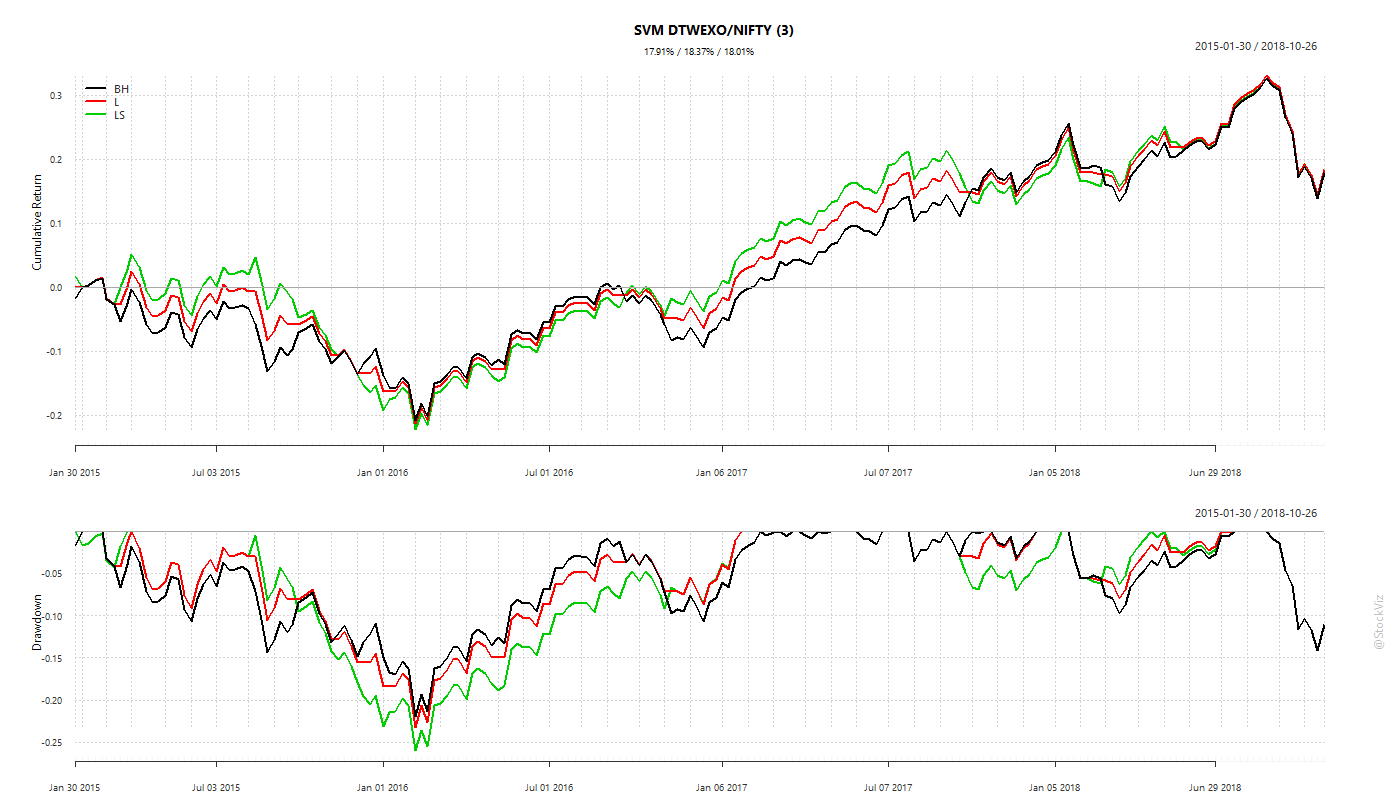 SVM DTWEXO/NIFTY (3)
17.91% / 18.37% / 18.01%
2015-01-30 / 2018-10-26
BH
L
LS
Cumulative Return
0.3
0.2
0.1
0.0
-0.1
-0.2
Jan 30 2015
Jul 03 2015
Jan 01 2016
Jul 01 2016
Jan 06 2017
Jul 07 2017
Jan 05 2018
Jun 29 2018
2015-01-30 / 2018-10-26
Drawdown
-0.05
-0.10
-0.15
-0.20
-0.25
Jan 30 2015
Jul 03 2015
Jan 01 2016
Jul 01 2016
Jan 06 2017
Jul 07 2017
Jan 05 2018
Jun 29 2018
@StockViz